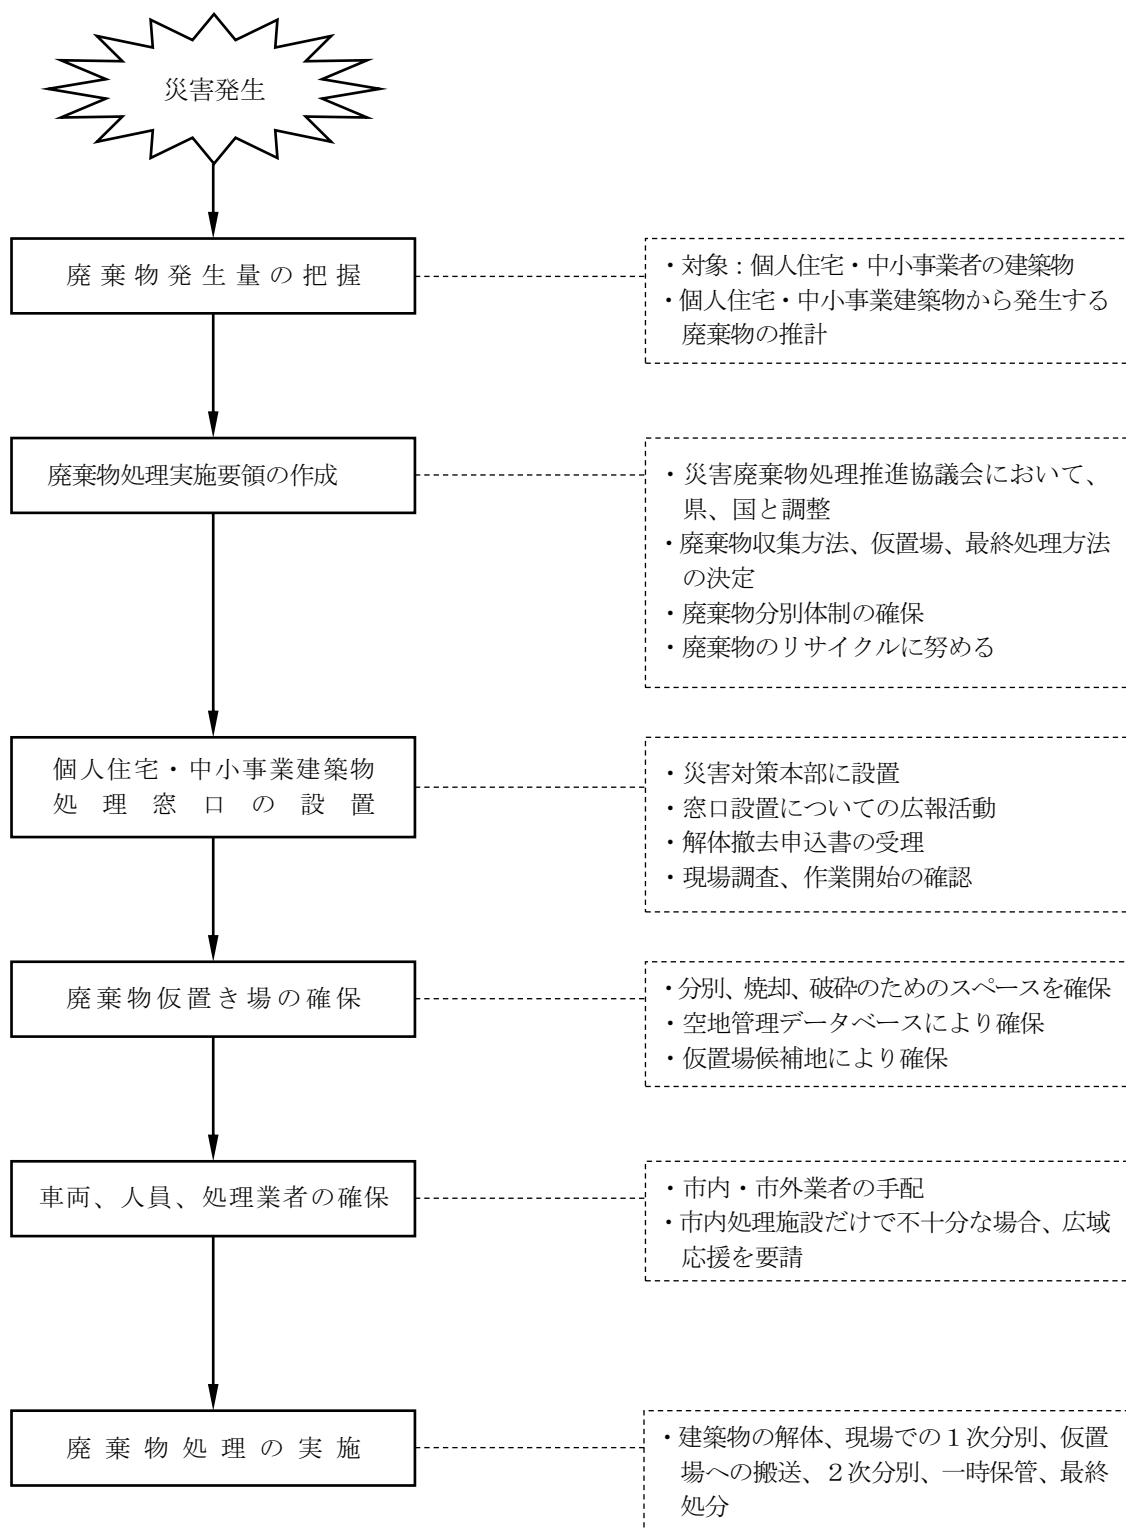 災害発生
廃棄物発生量の把握
・対象：個人住宅・中小事業者の建築物
・個人住宅・中小事業建築物から発生する
廃棄物の推計
廃棄物処理実施要領の作成
・災害廃棄物処理推進協議会において、
県、国と調整
・廃棄物収集方法、仮置場、最終処理方法
の決定
・廃棄物分別体制の確保
・廃棄物のリサイクルに努める
個人住宅・中小事業建築物
処理窓口の設置
・災害対策本部に設置
・窓口設置についての広報活動
・解体撤去申込書の受理
・現場調査、作業開始の確認
廃棄物仮置き場の確保
・分別、焼却、破砕のためのスペースを確保
・空地管理データベースにより確保
・仮置場候補地により確保
車両、人員、処理業者の確保
・市内・市外業者の手配
・市内処理施設だけで不十分な場合、広域
応援を要請
廃棄物処理の実施
・建築物の解体、現場での１次分別、仮置
場への搬送、２次分別、一時保管、最終
処分